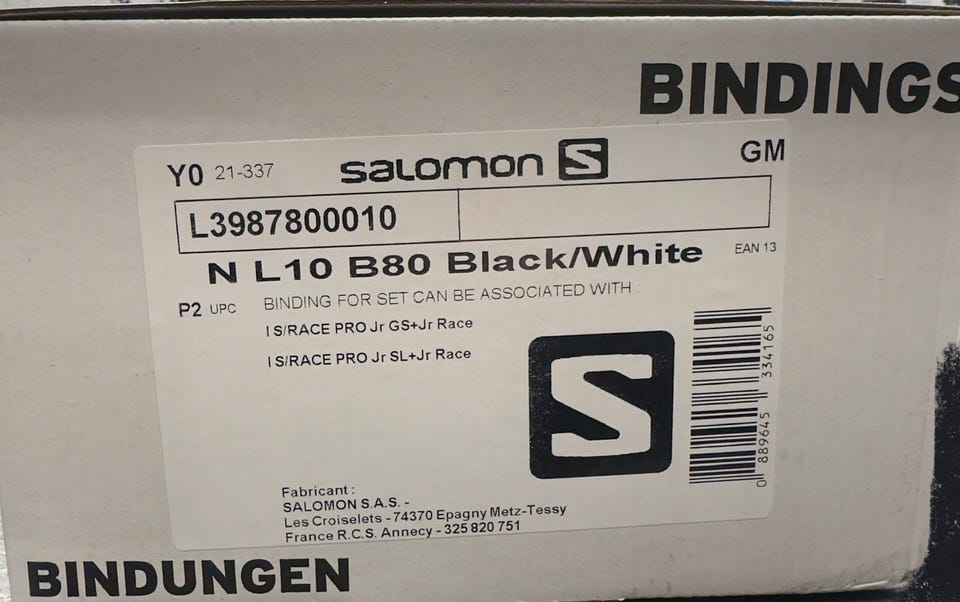 BINDINGS
Y0 21-337 salomon S GM
L3987800010
N L10 B80 Black/White EAN 13
P2 UPC BINDING FOR SET CAN BE ASSOCIATED WITH :
I S/RACE PRO Jr GS+Jr Race
I S/RACE PRO Jr SL+Jr Race
S
0 889645 334165
Fabricant :
SALOMON S.A.S. -
Les Croiselets - 74370 Epagny Metz-Tessy
France R.C.S. Annecy - 325 820 751
BINDUNGEN